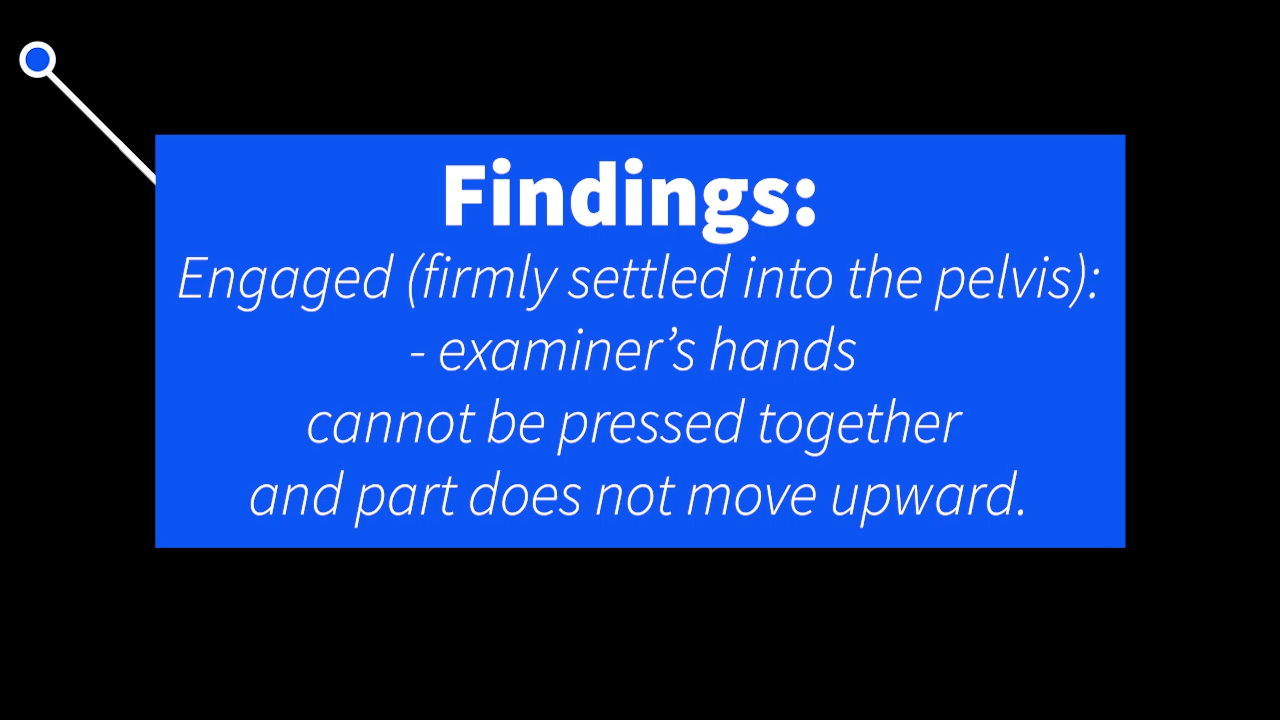 Findings:
Engaged (firmly settled into the pelvis):
- examiner’s hands
cannot be pressed together
and part does not move upward.